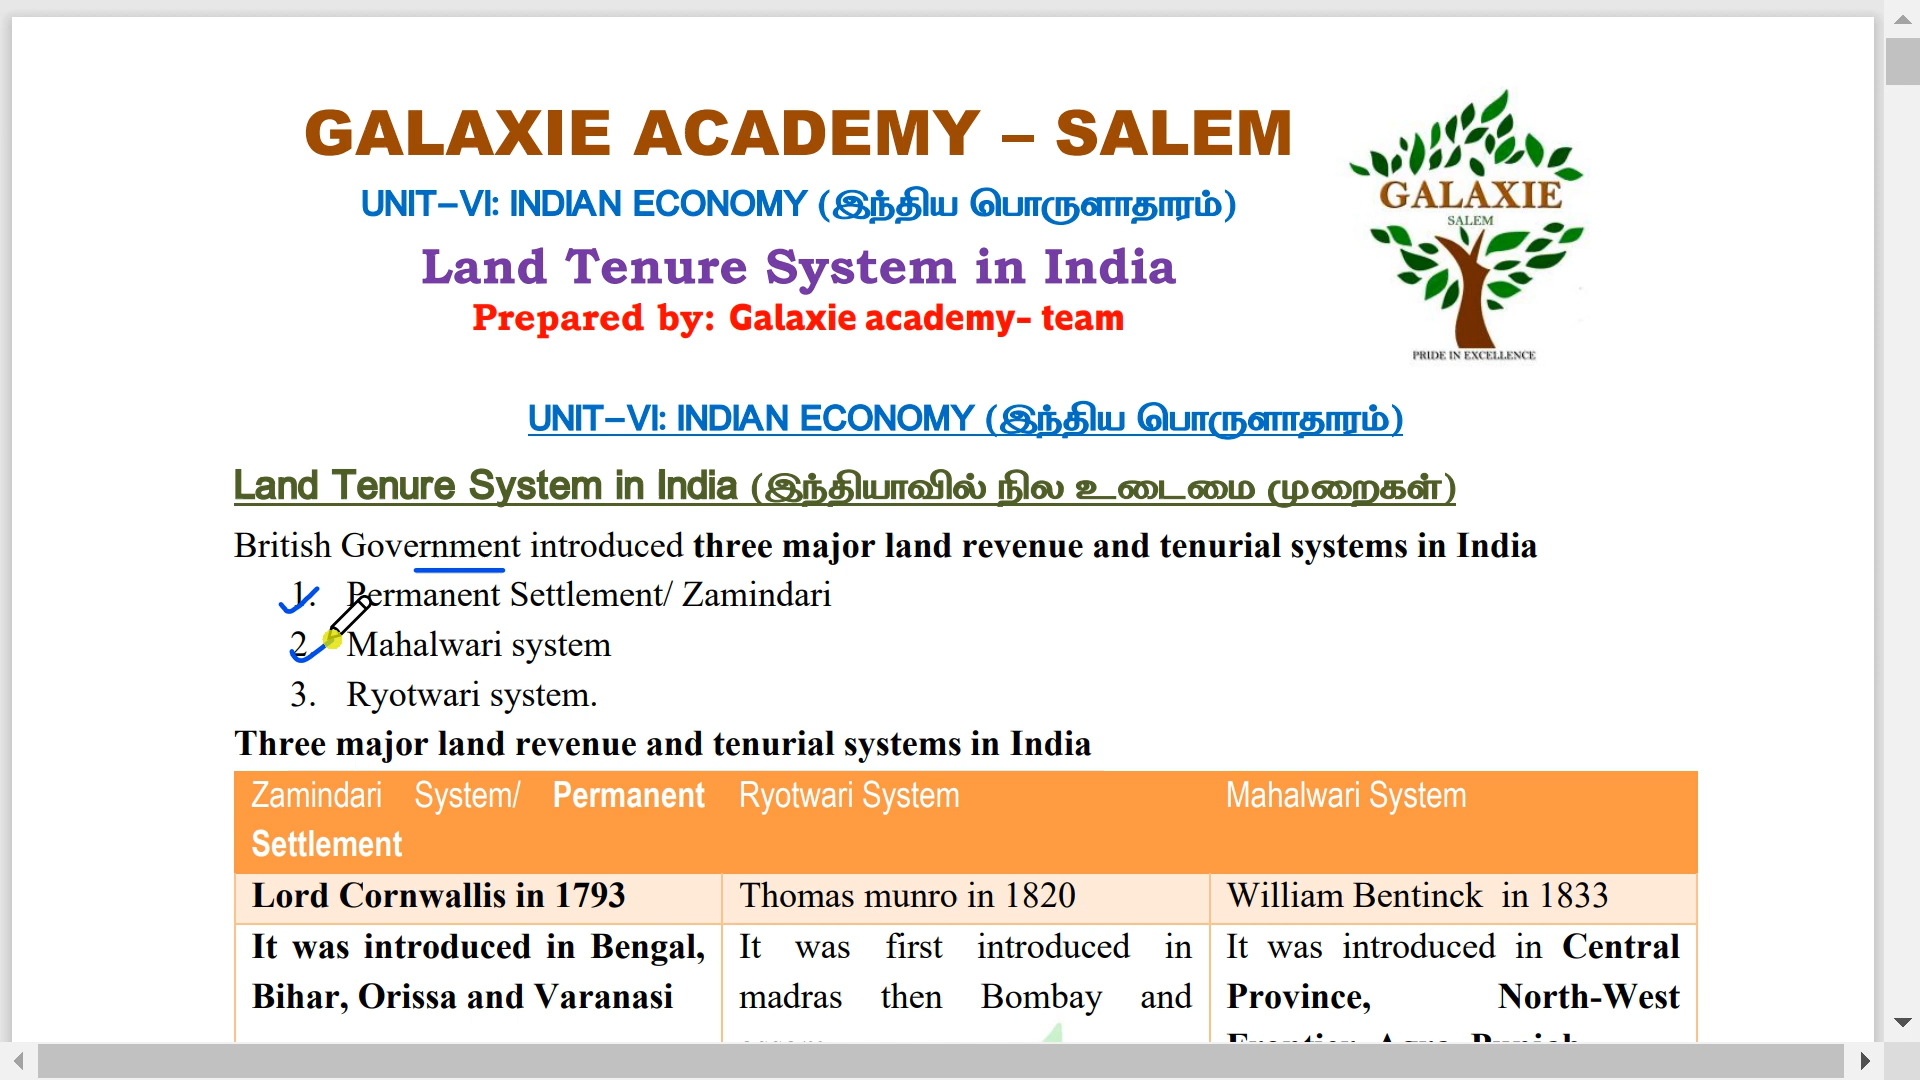 GALAXIE ACADEMY – SALEM
UNIT–VI: INDIAN ECONOMY (இந்திய பொருளாதாரம்)
Land Tenure System in India
Prepared by: Galaxie academy- team
GALAXIE
SALEM
PRIDE IN EXCELLENCE
UNIT–VI: INDIAN ECONOMY (இந்திய பொருளாதாரம்)
Land Tenure System in India (இந்தியாவில் நில உடைமை முறைகள்)
British Government introduced three major land revenue and tenurial systems in India
1. Permanent Settlement/ Zamindari
2. Mahalwari system
3. Ryotwari system.
Three major land revenue and tenurial systems in India
Zamindari System/ Permanent Settlement
Ryotwari System
Mahalwari System
Lord Cornwallis in 1793
Thomas munro in 1820
William Bentinck in 1833
It was introduced in Bengal,
Bihar, Orissa and Varanasi
It was first introduced in
madras then Bombay and
It was introduced in Central
Province, North-West
Frontier, Agra, Punjab